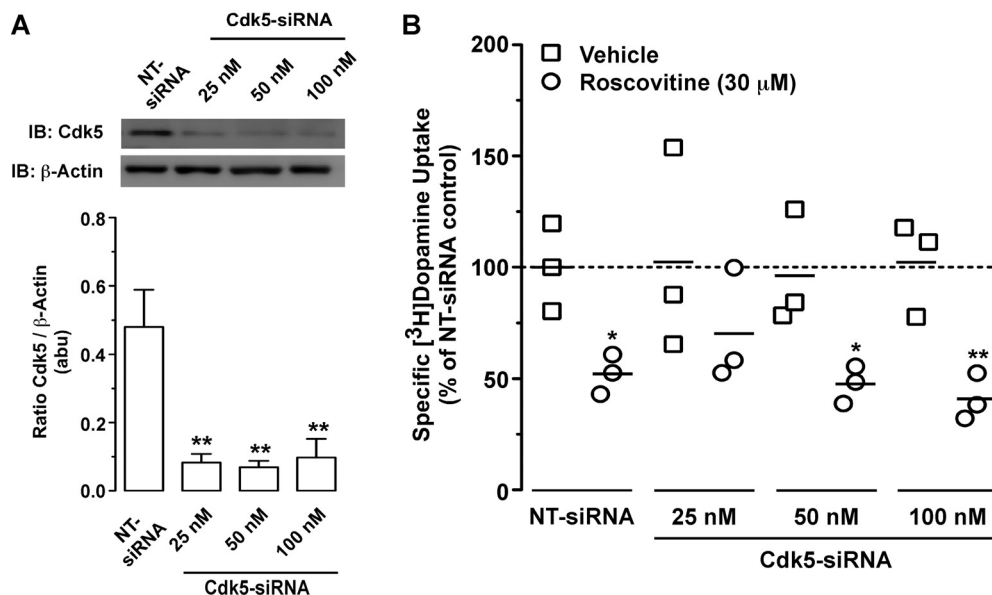 A
Cdk5-siRNA
NT-
siRNA
25 nM
50 nM
100 nM
IB: Cdk5
IB: β-Actin
Ratio Cdk5 / β-Actin
(abu)
0.8
0.6
0.4
0.2
0.0
**
**
**
NT-
siRNA
25 nM
50 nM
100 nM
Cdk5-siRNA
B
Specific [³H]Dopamine Uptake
(% of NT-siRNA control)
200
150
100
50
0
Vehicle
Roscovitine (30 µM)
*
*
**
NT-siRNA
25 nM
50 nM
100 nM
Cdk5-siRNA